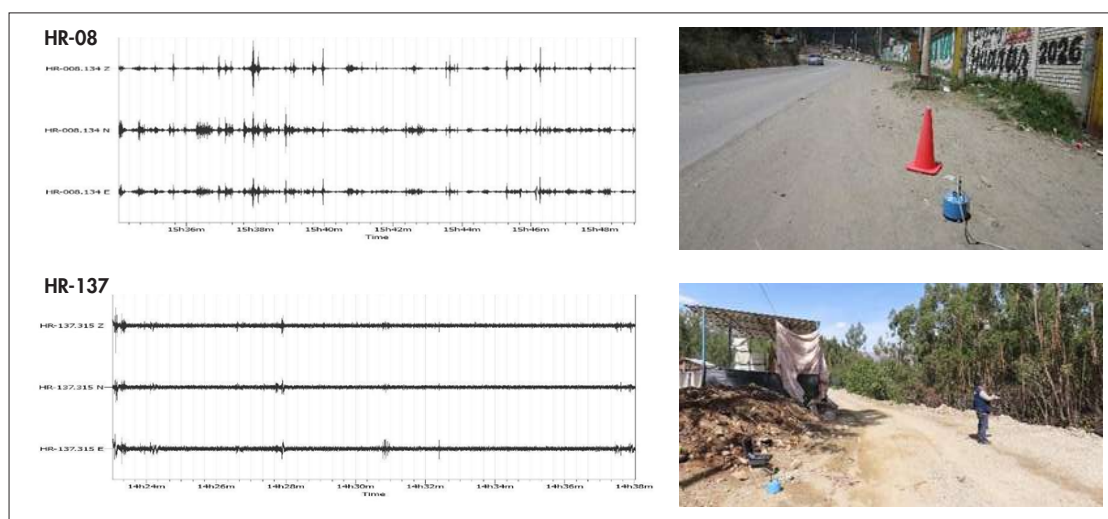 HR-08
HR-008.134 Z
HR-008.134 N
HR-008.134 E
15h36m 15h38m 15h40m 15h42m 15h44m 15h46m 15h48m
Time
2026
HR-137
HR-137.315 Z
HR-137.315 N
HR-137.315 E
14h24m 14h26m 14h28m 14h30m 14h32m 14h34m 14h36m 14h38m
Time